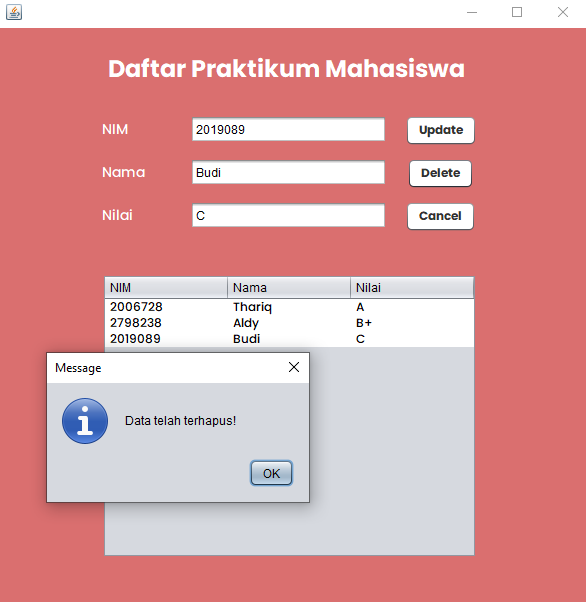 Daftar Praktikum Mahasiswa
NIM 2019089 Update
Nama Budi Delete
Nilai C Cancel
NIM Nama Nilai
2006728 Thariq A
2798238 Aldy B+
2019089 Budi C
Message
Data telah terhapus!
OK